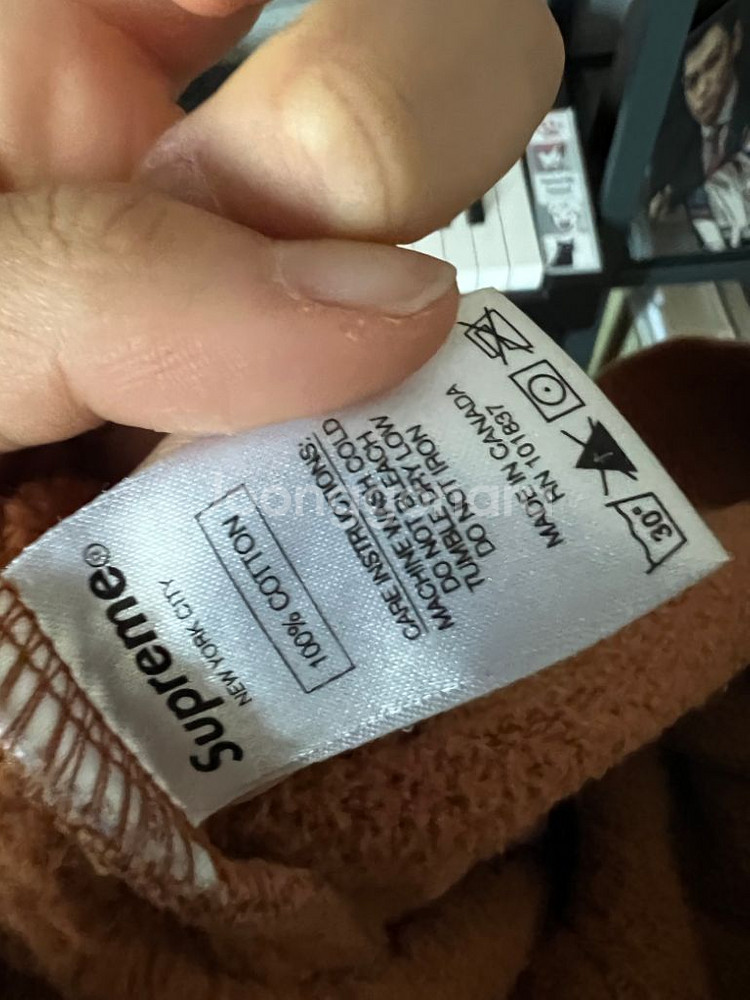 Supreme®
NEW YORK CITY
100% COTTON
CARE INSTRUCTIONS:
MACHINE WASH COLD
DO NOT BLEACH
TUMBLE DRY LOW
DO NOT IRON
MADE IN CANADA
RN 101837
30°